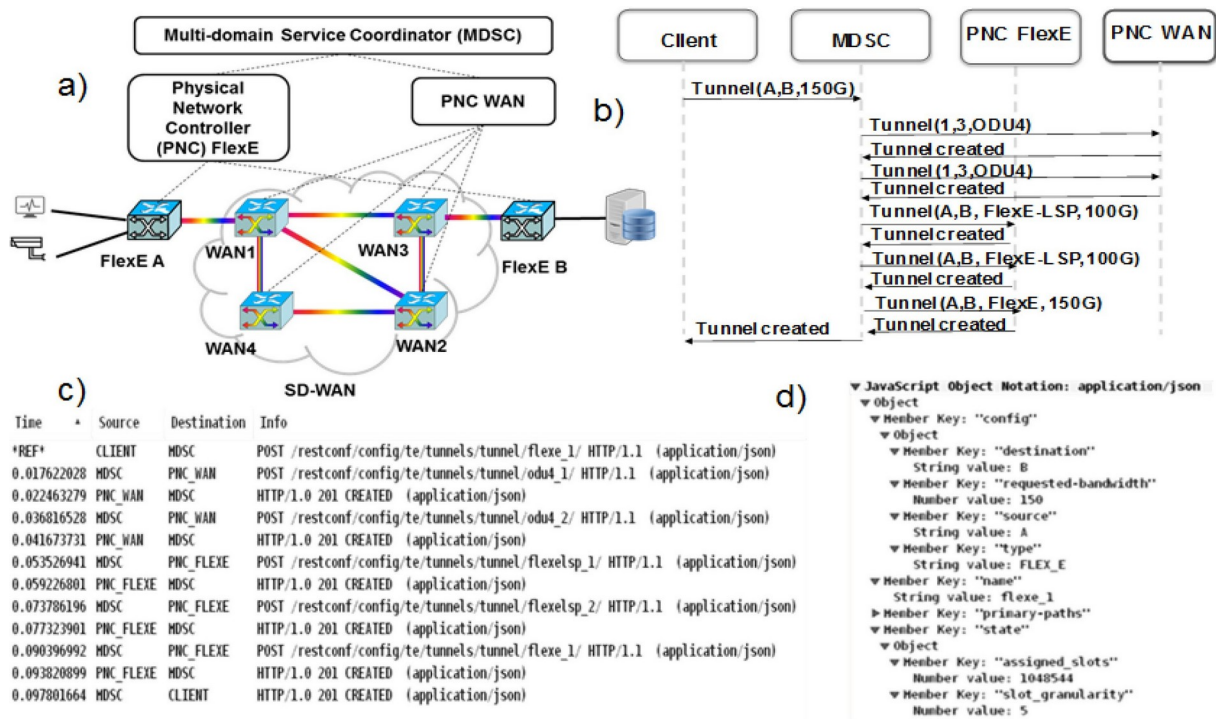 a)
Multi-domain Service Coordinator (MDSC)
Physical
Network
Controller
(PNC) FlexE
PNC WAN
FlexE A
WAN1
WAN3
FlexE B
WAN4
WAN2
SD-WAN
b)
Client
MDSC
PNC FlexE
PNC WAN
Tunnel(A,B,150G)
Tunnel(1,3,ODU4)
Tunnel created
Tunnel(1,3,ODU4)
Tunnel created
Tunnel(A,B, FlexE-LSP,100G)
Tunnel created
Tunnel(A,B, FlexE-LSP,100G)
Tunnel created
Tunnel(A,B, FlexE, 150G)
Tunnel created
Tunnel created
c)
Time Source Destination Info
*REF* CLIENT MDSC POST /restconf/config/te/tunnels/tunnel/flexe_1/ HTTP/1.1 (application/json)
0.017622028 MDSC PNC_WAN POST /restconf/config/te/tunnels/tunnel/odu4_1/ HTTP/1.1 (application/json)
0.022463279 PNC_WAN MDSC HTTP/1.0 201 CREATED (application/json)
0.036816528 MDSC PNC_WAN POST /restconf/config/te/tunnels/tunnel/odu4_2/ HTTP/1.1 (application/json)
0.041673731 PNC_WAN MDSC HTTP/1.0 201 CREATED (application/json)
0.053526941 MDSC PNC_FLEXE POST /restconf/config/te/tunnels/tunnel/flexelsp_1/ HTTP/1.1 (application/json)
0.059226801 PNC_FLEXE MDSC HTTP/1.0 201 CREATED (application/json)
0.073786196 MDSC PNC_FLEXE POST /restconf/config/te/tunnels/tunnel/flexelsp_2/ HTTP/1.1 (application/json)
0.077323901 PNC_FLEXE MDSC HTTP/1.0 201 CREATED (application/json)
0.090396992 MDSC PNC_FLEXE POST /restconf/config/te/tunnels/tunnel/flexe_1/ HTTP/1.1 (application/json)
0.093820899 PNC_FLEXE MDSC HTTP/1.0 201 CREATED (application/json)
0.097801664 MDSC CLIENT HTTP/1.0 201 CREATED (application/json)
d)
JavaScript Object Notation: application/json
Object
Member Key: "config"
Object
Member Key: "destination"
String value: B
Member Key: "requested-bandwidth"
Number value: 150
Member Key: "source"
String value: A
Member Key: "type"
String value: FLEX_E
Member Key: "name"
String value: flexe_1
Member Key: "primary-paths"
Member Key: "state"
Object
Member Key: "assigned_slots"
Number value: 1048544
Member Key: "slot_granularity"
Number value: 5